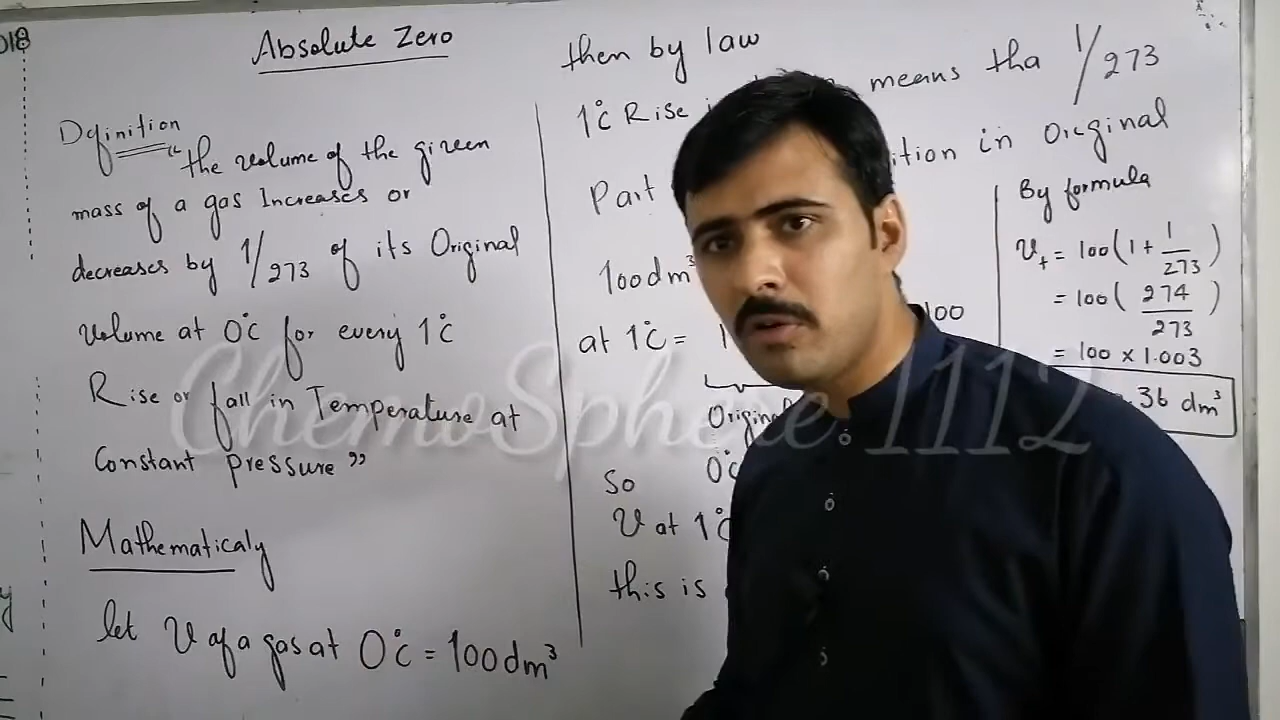 018
Absolute Zero
Definition
“the volume of the given
mass of a gas Increases or
decreases by 1/273 of its Original
Volume at 0°C for every 1°C
Rise or fall in Temperature at
Constant pressure”
Mathematicaly
let V of a gas at 0°C = 100dm³
then by law
1°C Rise means tha 1/273
Part ition in Original
100dm³
at 1°C = 1 100
Original
0°C
So
V at 1°C
this is
By formula
Vt = 100(1 + 1/273)
= 100(274/273)
= 100 x 1.003
36 dm³
ChemoSphere 1112